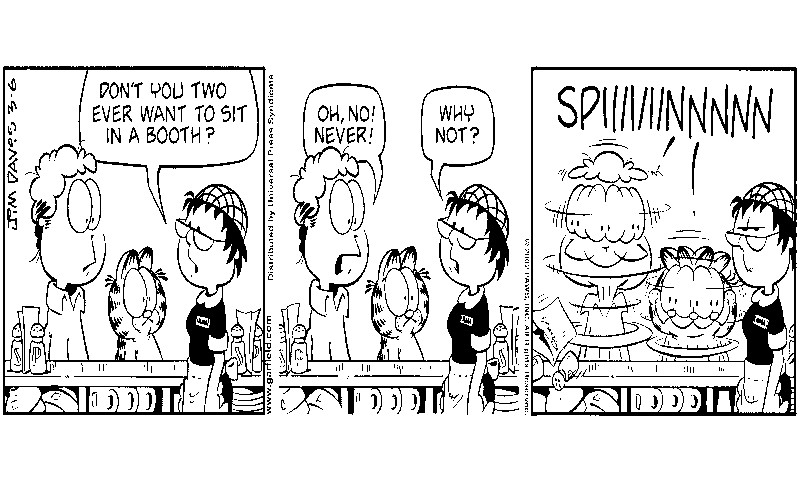 JIM DAVIS 3-6
DON'T YOU TWO
EVER WANT TO SIT
IN A BOOTH?
www.garfield.com Distributed by Universal Press Syndicate
OH, NO!
NEVER!
WHY
NOT?
SPIIIIIINNNNN